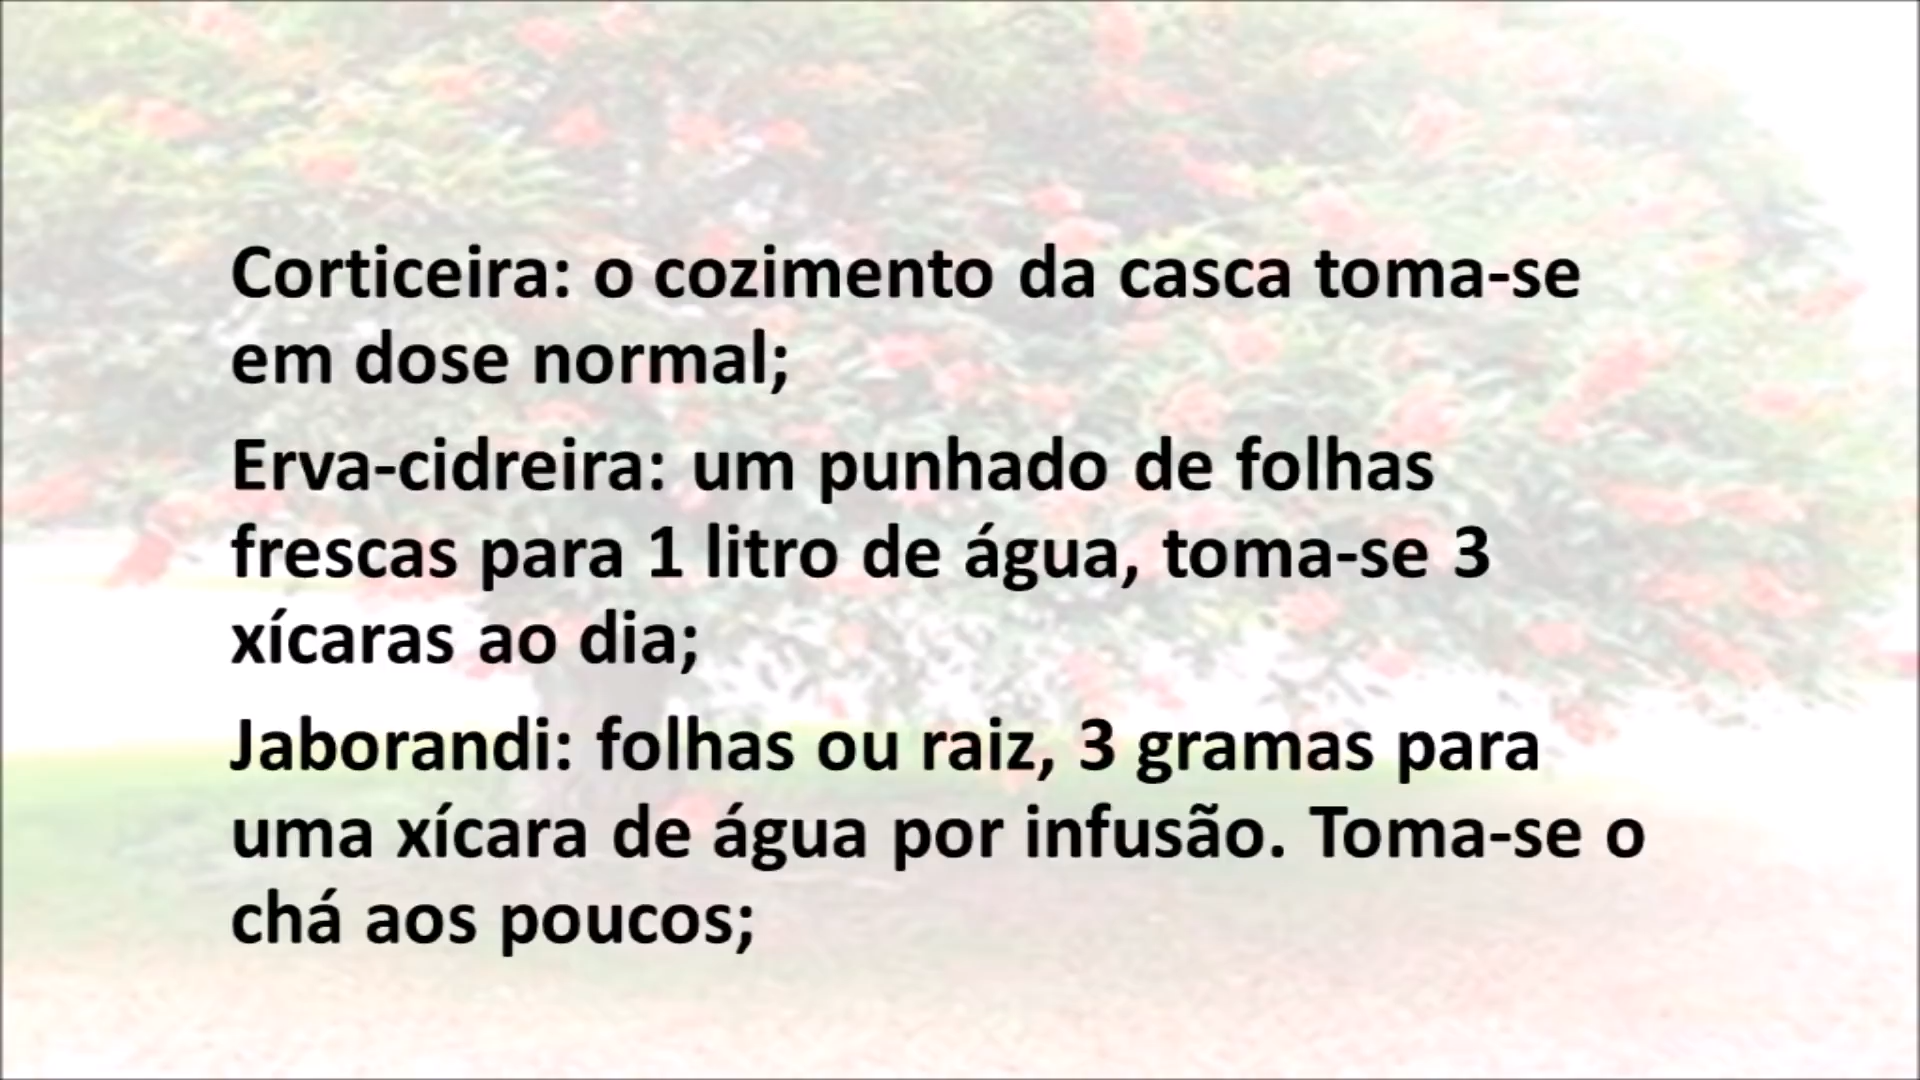 Corticeira: o cozimento da casca toma-se
em dose normal;
Erva-cidreira: um punhado de folhas
frescas para 1 litro de água, toma-se 3
xícaras ao dia;
Jaborandi: folhas ou raiz, 3 gramas para
uma xícara de água por infusão. Toma-se o
chá aos poucos;